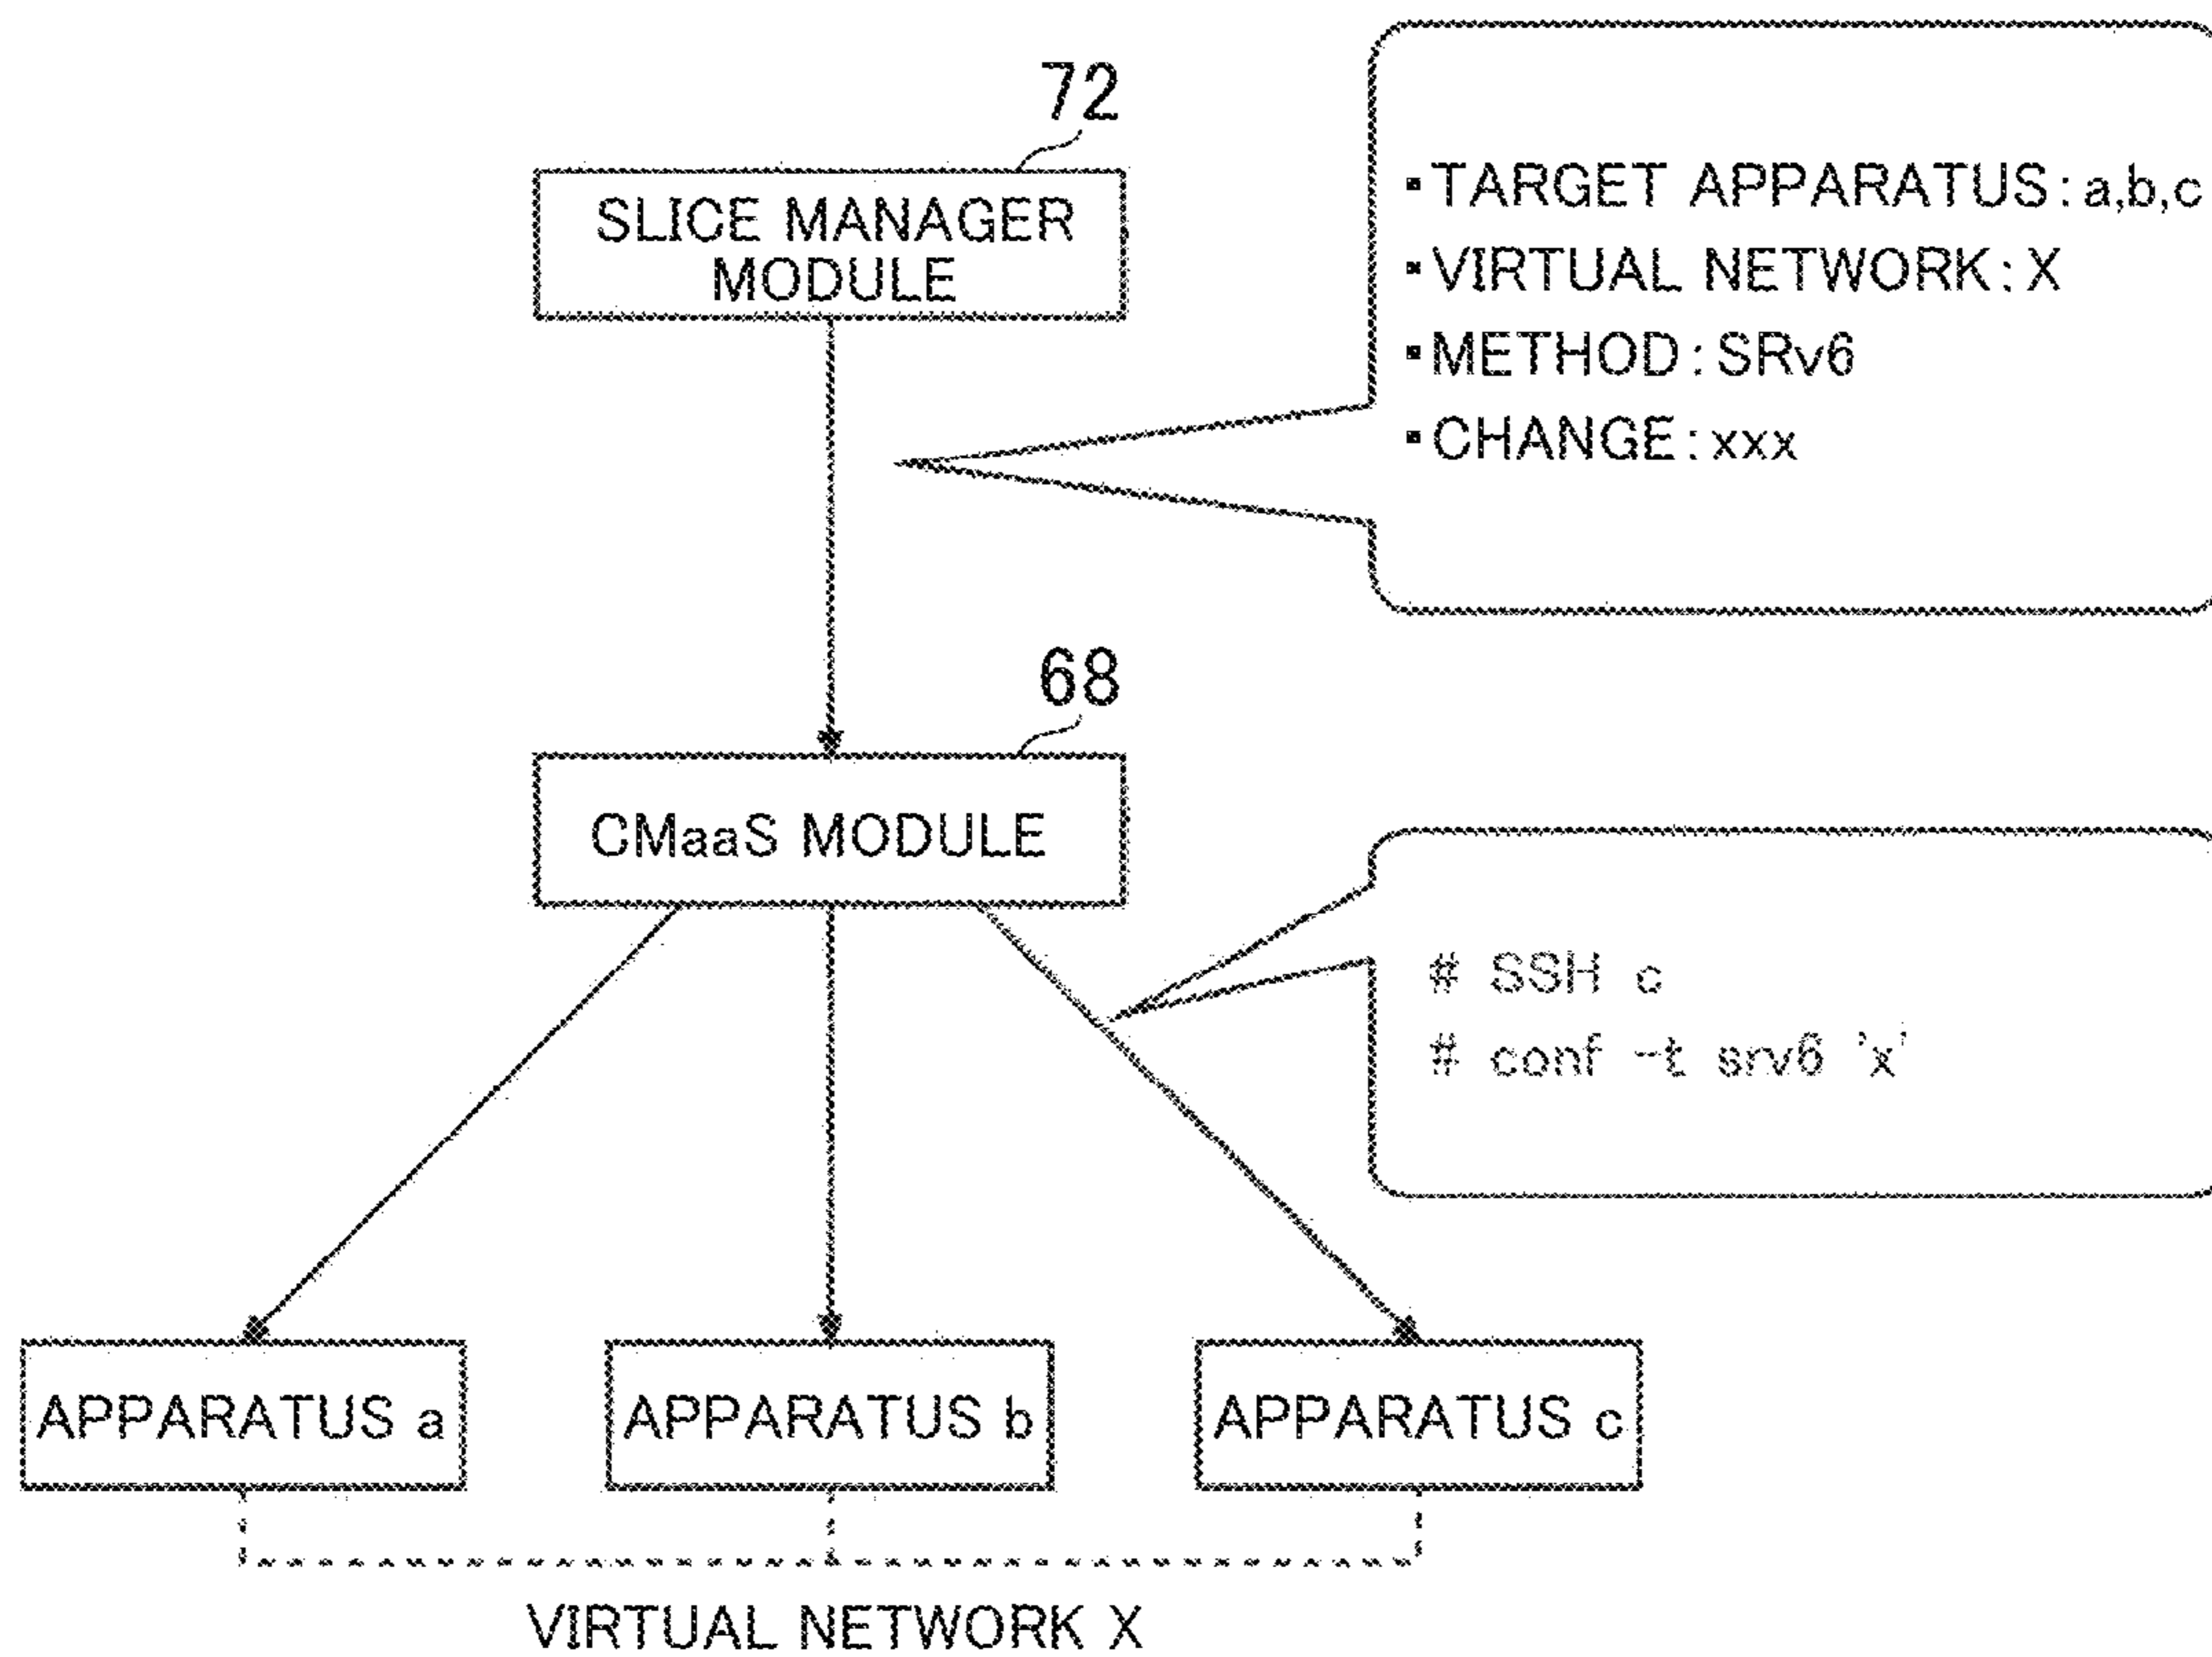 72
SLICE MANAGER
MODULE
▪TARGET APPARATUS:a,b,c
▪VIRTUAL NETWORK:X
▪METHOD:SRv6
▪CHANGE:xxx
68
CMaaS MODULE
# SSH c
# conf -t srv6 'x'
APPARATUS a
APPARATUS b
APPARATUS c
VIRTUAL NETWORK X